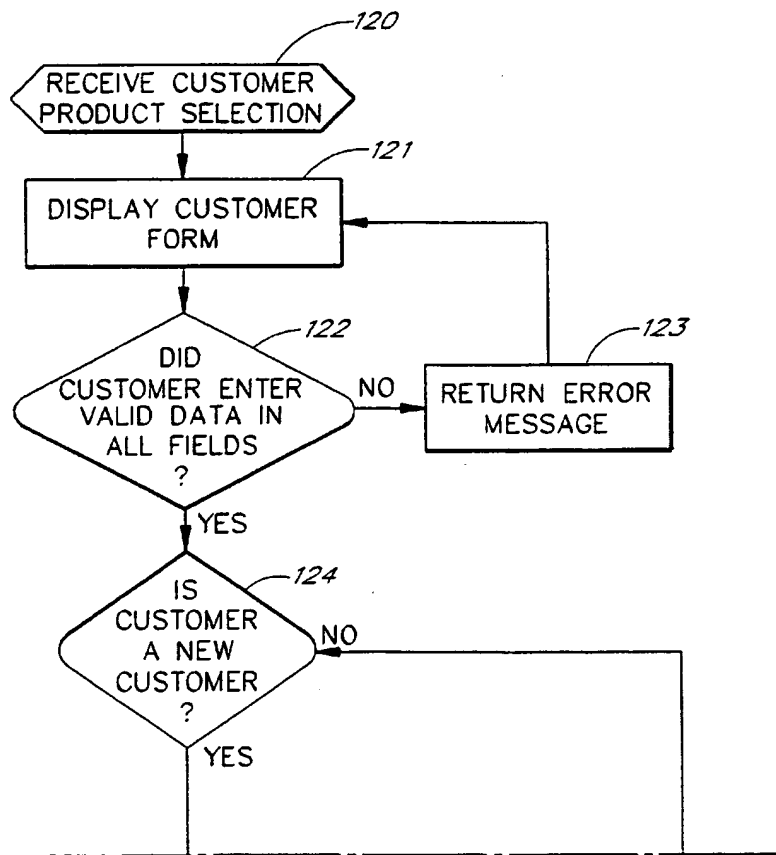 120
RECEIVE CUSTOMER
PRODUCT SELECTION
121
DISPLAY CUSTOMER
FORM
122
DID
CUSTOMER ENTER
VALID DATA IN
ALL FIELDS
?
NO
123
RETURN ERROR
MESSAGE
YES
124
IS
CUSTOMER
A NEW
CUSTOMER
?
NO
YES